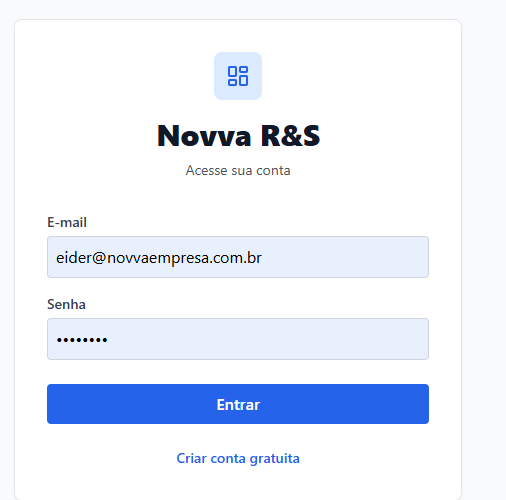 Novva R&S
Acesse sua conta
E-mail
eider@novvaempresa.com.br
Senha
••••••••
Entrar
Criar conta gratuita